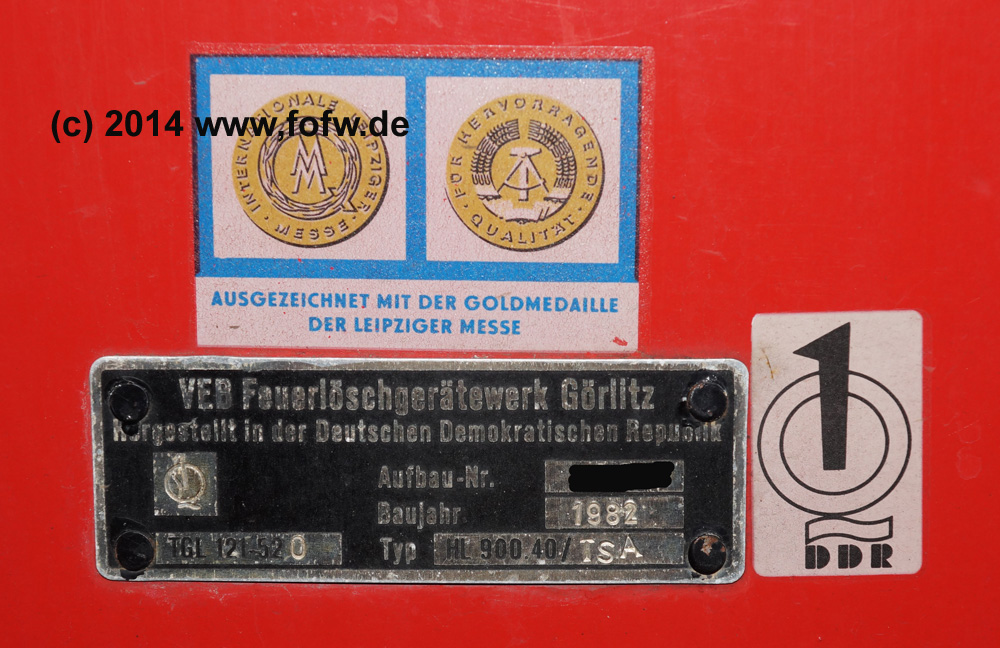 (c) 2014 www,fofw.de
INTERNATIONALE LEIPZIGER · MESSE ·
MM
FÜR HERVORRAGENDE · QUALITÄT ·
AUSGEZEICHNET MIT DER GOLDMEDAILLE
DER LEIPZIGER MESSE
VEB Feuerlöschgerätewerk Görlitz
Hergestellt in der Deutschen Demokratischen Republik
Aufbau-Nr.
Baujahr 1982
TGL 121-520 Typ HL 900.40/TSA
1
DDR